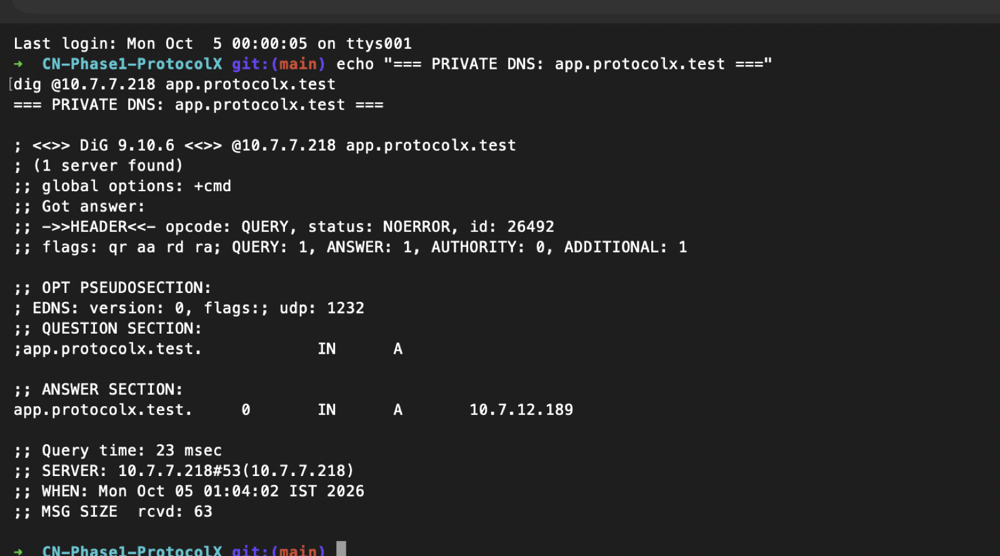 Last login: Mon Oct  5 00:00:05 on ttys001
➜  CN-Phase1-ProtocolX git:(main) echo "=== PRIVATE DNS: app.protocolx.test ==="
[dig @10.7.7.218 app.protocolx.test
=== PRIVATE DNS: app.protocolx.test ===

; <<>> DiG 9.10.6 <<>> @10.7.7.218 app.protocolx.test
; (1 server found)
;; global options: +cmd
;; Got answer:
;; ->>HEADER<<- opcode: QUERY, status: NOERROR, id: 26492
;; flags: qr aa rd ra; QUERY: 1, ANSWER: 1, AUTHORITY: 0, ADDITIONAL: 1

;; OPT PSEUDOSECTION:
; EDNS: version: 0, flags:; udp: 1232
;; QUESTION SECTION:
;app.protocolx.test.		IN	A

;; ANSWER SECTION:
app.protocolx.test.	0	IN	A	10.7.12.189

;; Query time: 23 msec
;; SERVER: 10.7.7.218#53(10.7.7.218)
;; WHEN: Mon Oct 05 01:04:02 IST 2026
;; MSG SIZE  rcvd: 63

➜  CN-Phase1-ProtocolX git:(main)